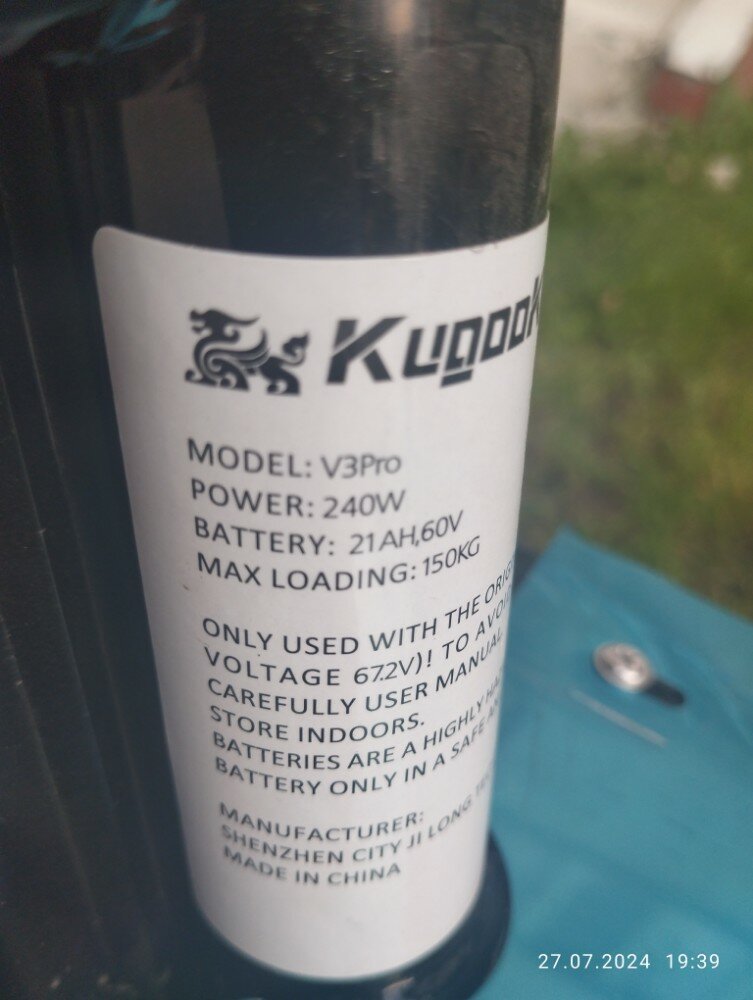 KugooK
MODEL: V3Pro
POWER: 240W
BATTERY: 21AH,60V
MAX LOADING: 150KG
ONLY USED WITH THE
VOLTAGE 67.2V)! TO AVOID
CAREFULLY USER MANUAL
STORE INDOORS.
BATTERIES ARE A HIGHLY
BATTERY ONLY IN A SAFE
MANUFACTURER:
SHENZHEN CITY JI LONG
MADE IN CHINA
27.07.2024 19:39